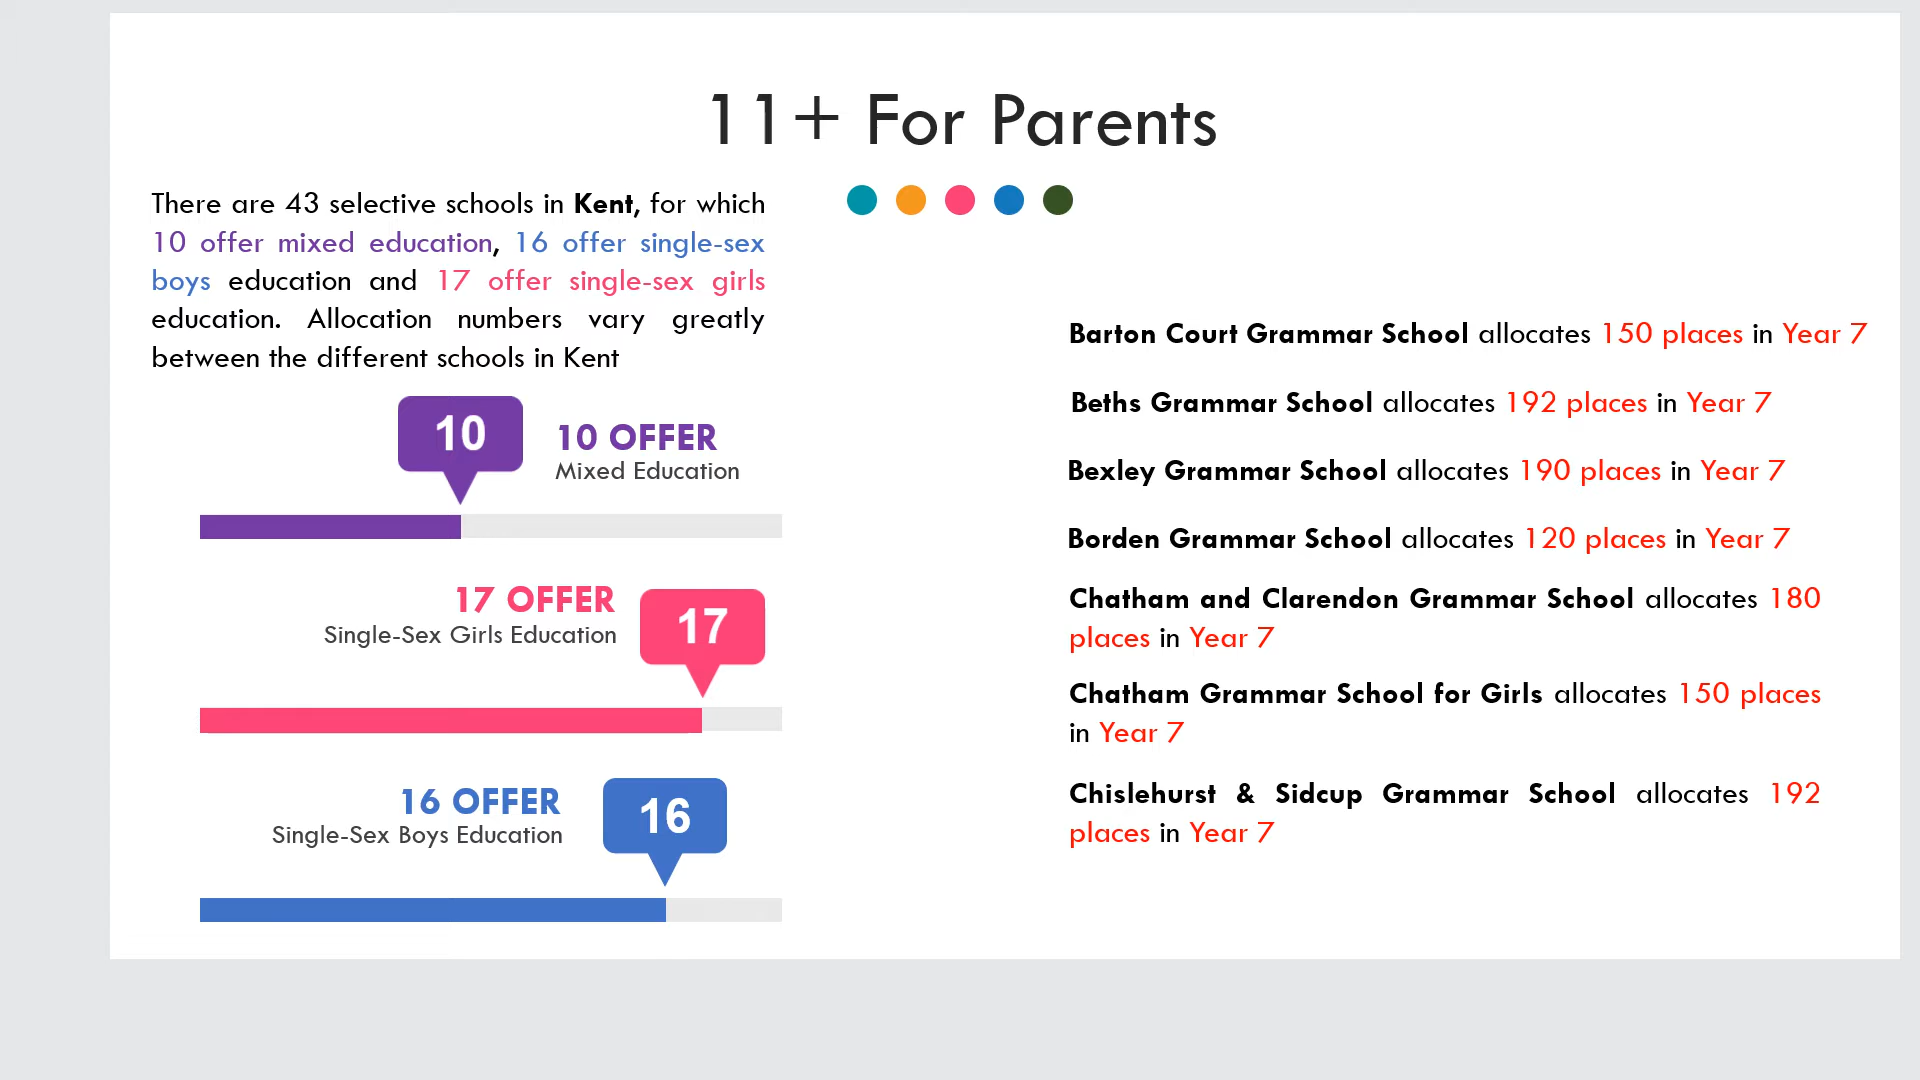 11+ For Parents
There are 43 selective schools in Kent, for which
10 offer mixed education, 16 offer single-sex
boys education and 17 offer single-sex girls
education. Allocation numbers vary greatly
between the different schools in Kent
10
10 OFFER
Mixed Education
17 OFFER
Single-Sex Girls Education
17
16 OFFER
Single-Sex Boys Education
16
Barton Court Grammar School allocates 150 places in Year 7
Beths Grammar School allocates 192 places in Year 7
Bexley Grammar School allocates 190 places in Year 7
Borden Grammar School allocates 120 places in Year 7
Chatham and Clarendon Grammar School allocates 180
places in Year 7
Chatham Grammar School for Girls allocates 150 places
in Year 7
Chislehurst & Sidcup Grammar School allocates 192
places in Year 7